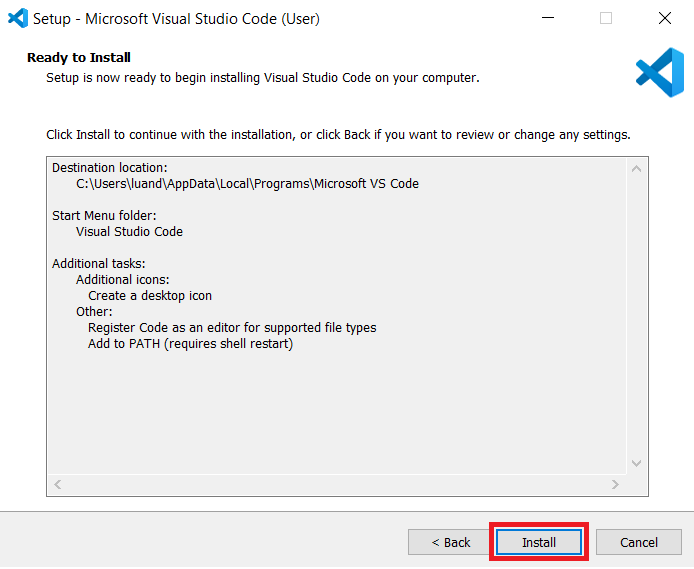 Setup - Microsoft Visual Studio Code (User)
Ready to Install
Setup is now ready to begin installing Visual Studio Code on your computer.
Click Install to continue with the installation, or click Back if you want to review or change any settings.
Destination location:
C:\Users\luand\AppData\Local\Programs\Microsoft VS Code
Start Menu folder:
Visual Studio Code
Additional tasks:
Additional icons:
Create a desktop icon
Other:
Register Code as an editor for supported file types
Add to PATH (requires shell restart)
< Back Install Cancel